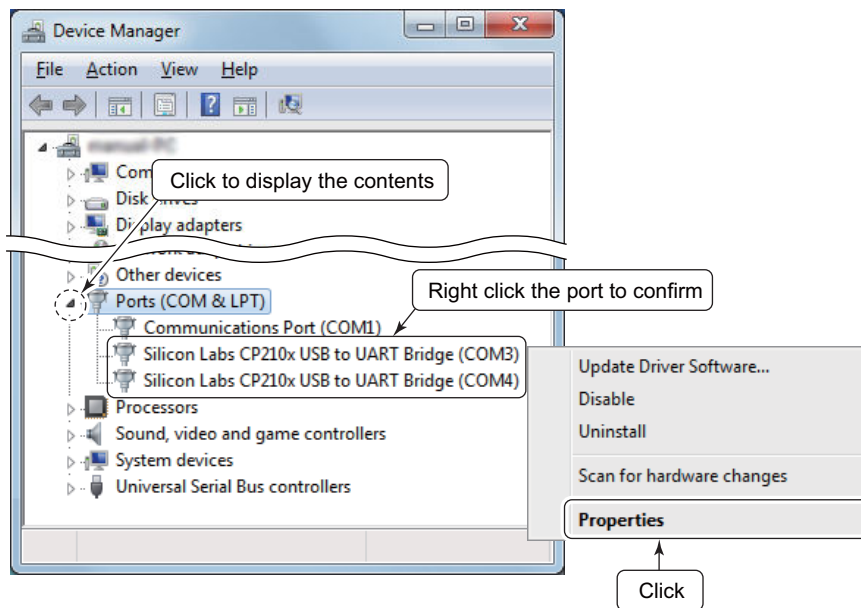 Device Manager
File Action View Help
Com
Click to display the contents
Disk drives
Display adapters
Other devices
Ports (COM & LPT)
Right click the port to confirm
Communications Port (COM1)
Silicon Labs CP210x USB to UART Bridge (COM3)
Silicon Labs CP210x USB to UART Bridge (COM4)
Processors
Sound, video and game controllers
System devices
Universal Serial Bus controllers
Update Driver Software...
Disable
Uninstall
Scan for hardware changes
Properties
Click